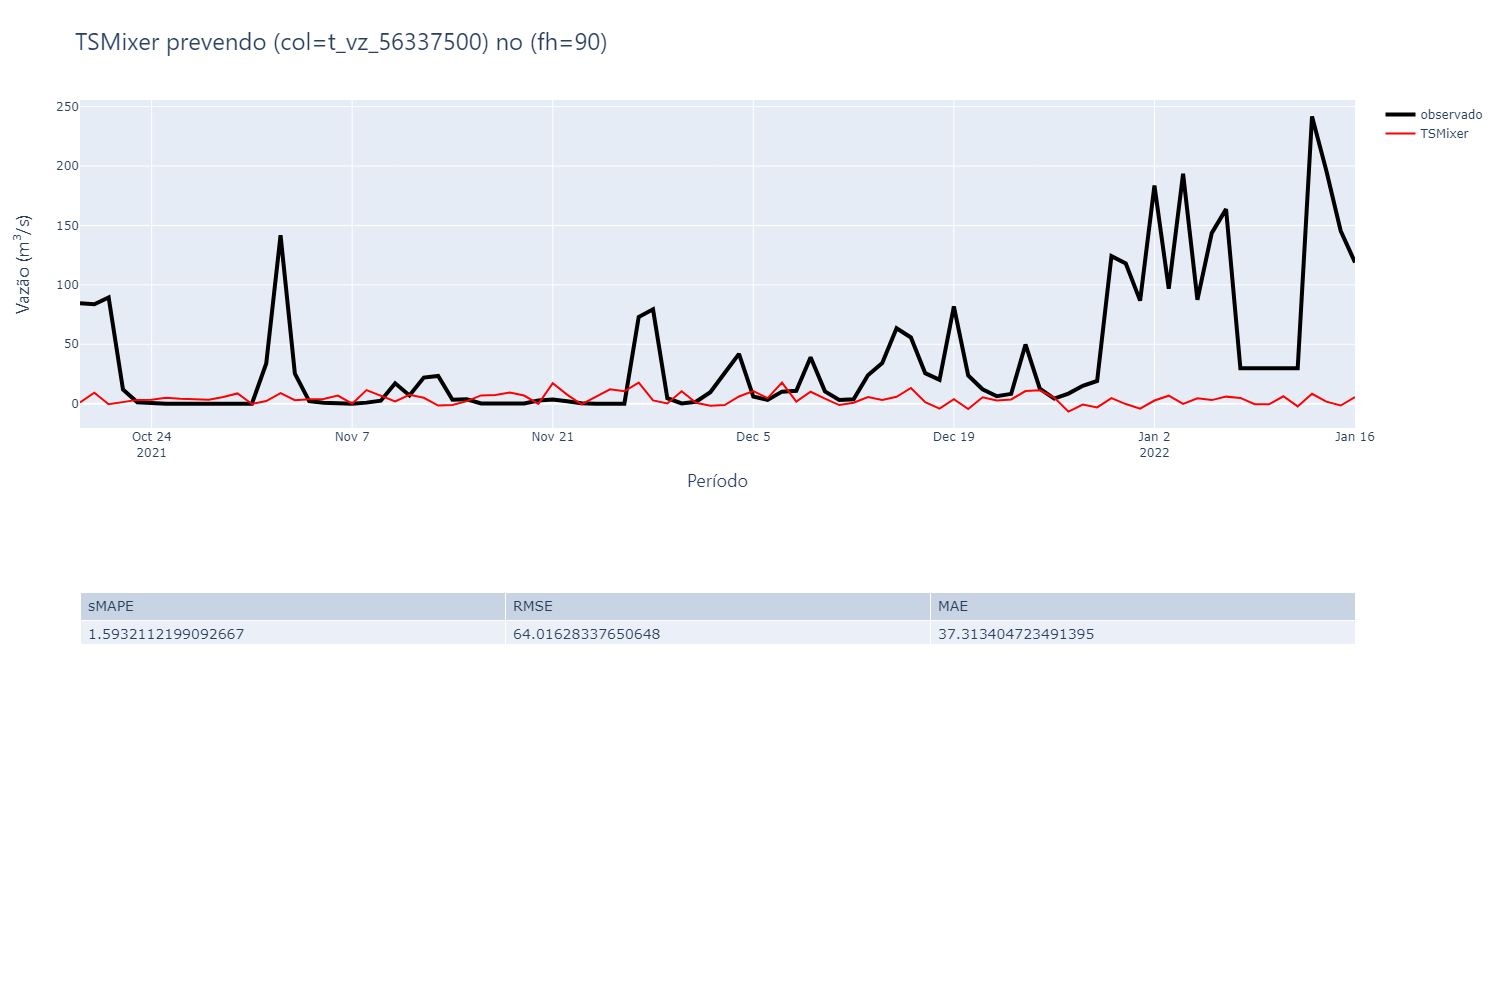 TSMixer prevendo (col=t_vz_56337500) no (fh=90)
observado
TSMixer
Vazão (m³/s)
250
200
150
100
50
0
Oct 24
2021
Nov 7
Nov 21
Dec 5
Dec 19
Jan 2
2022
Jan 16
Período
sMAPE RMSE MAE
1.5932112199092667 64.01628337650648 37.313404723491395